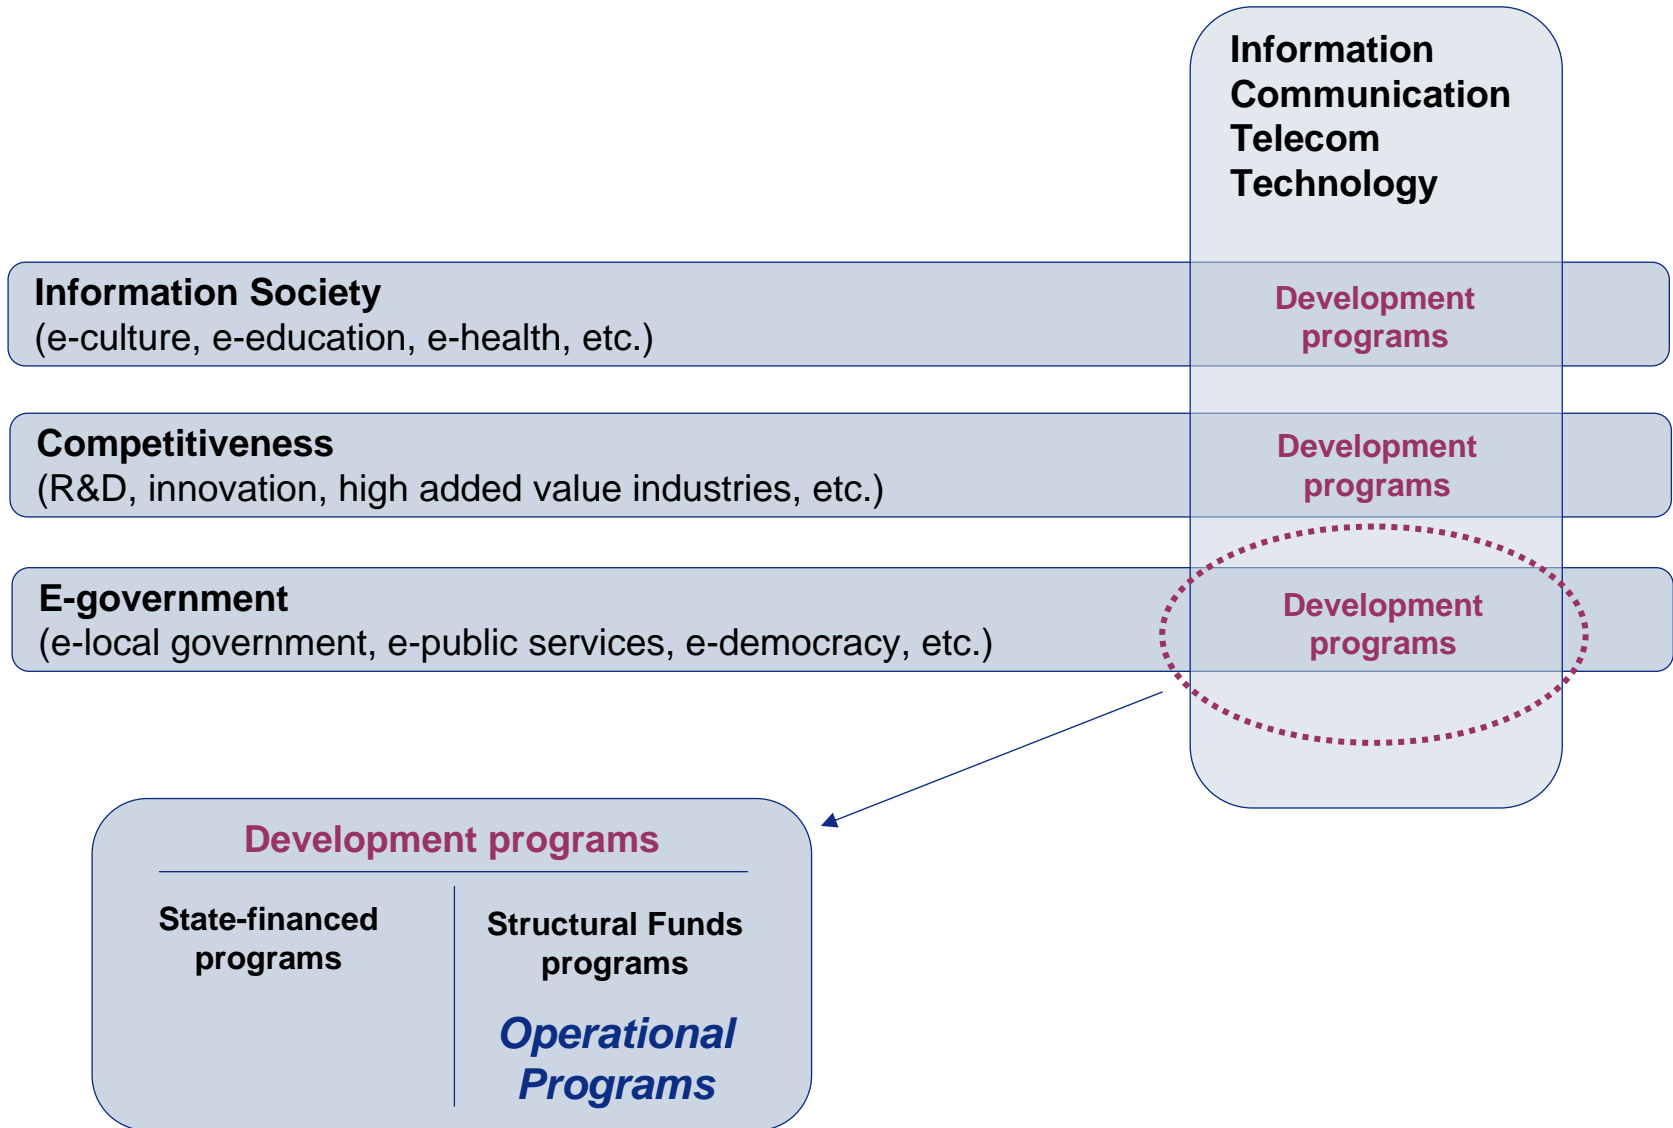 Information
Communication
Telecom
Technology
Information Society
(e-culture, e-education, e-health, etc.)
Development
programs
Competitiveness
(R&D, innovation, high added value industries, etc.)
Development
programs
E-government
(e-local government, e-public services, e-democracy, etc.)
Development
programs
Development programs
State-financed
programs
Structural Funds
programs
Operational
Programs